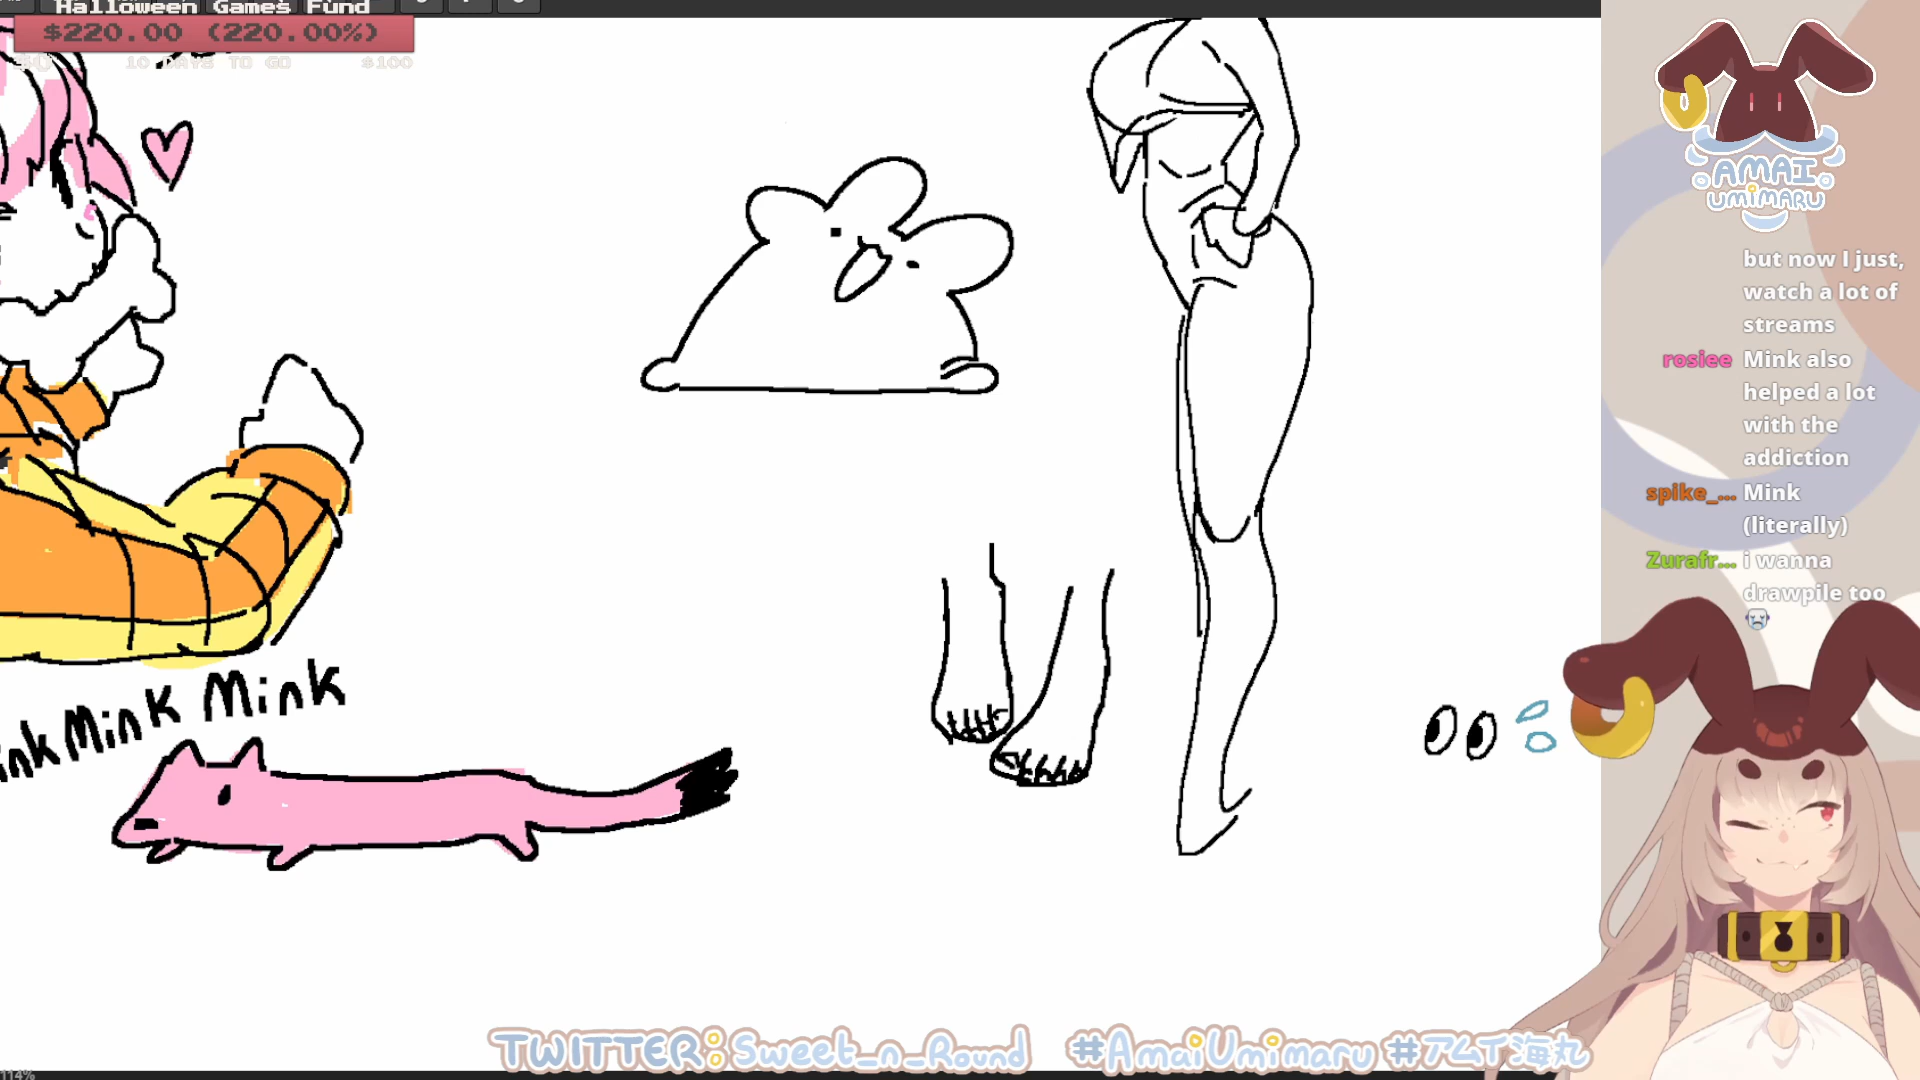 Halloween Games Fund
$220.00 (220.00%)
10 DAYS TO GO $100
AMAI
UMIMARU
but now I just,
watch a lot of
streams
rosiee Mink also
helped a lot
with the
addiction
spike_... Mink
(literally)
Zurafr... i wanna
drawpile too
Mink Mink
TWITTER: Sweet_n_Round #AmaiUmimaru #アムイ海丸
114%